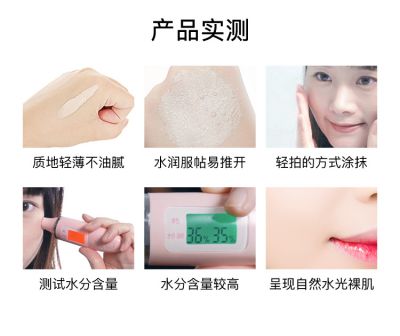 产品实测
质地轻薄不油腻
水润服帖易推开
轻拍的方式涂抹
36% 35%
测试水分含量
水分含量较高
呈现自然水光裸肌